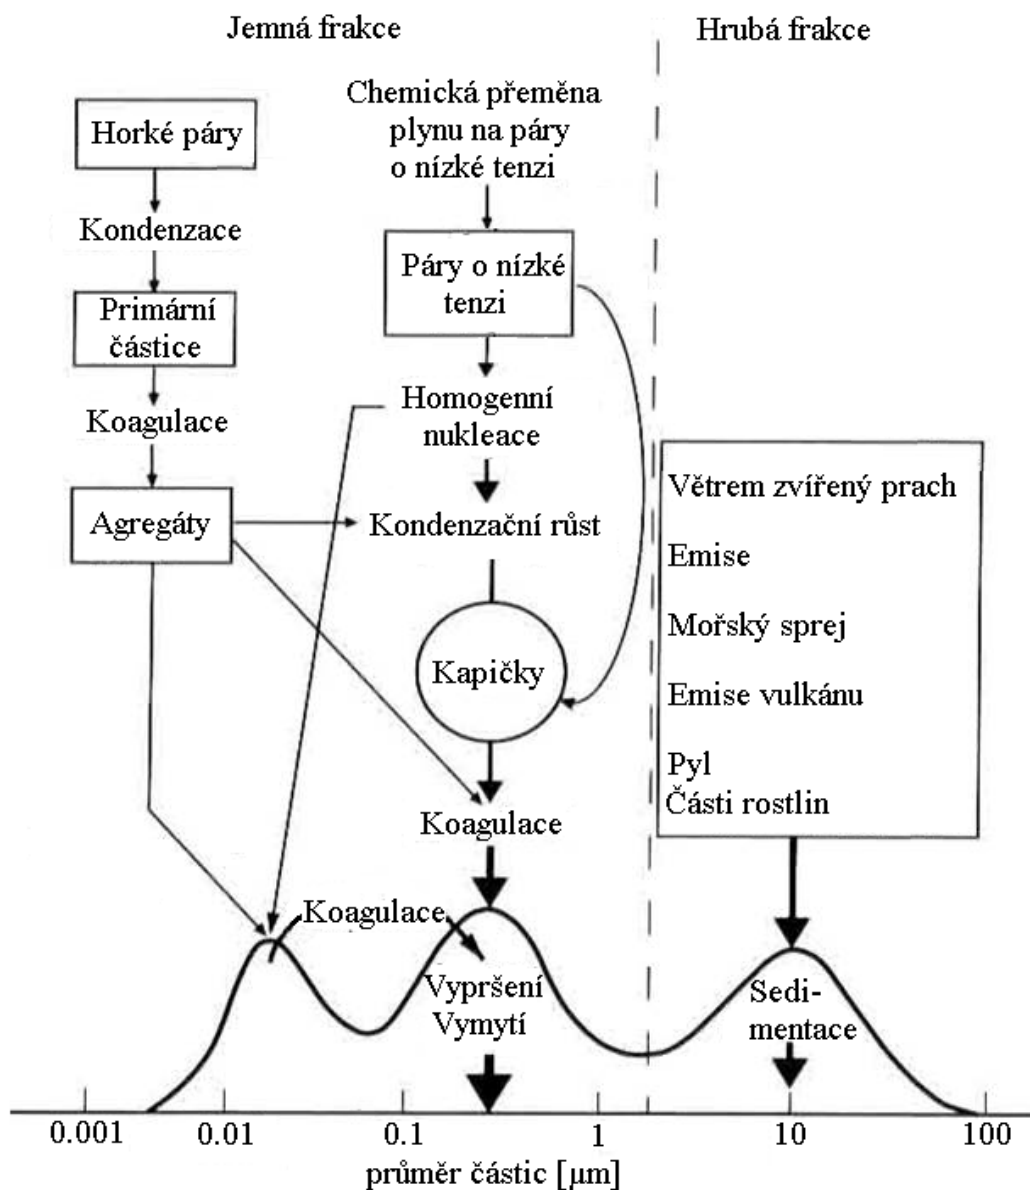 Jemná frakce
Hrubá frakce
Horké páry
Kondenzace
Primární
částice
Koagulace
Agregáty
Chemická přeměna
plynu na páry
o nízké tenzi
Páry o nízké
tenzi
Homogenní
nukleace
Kondenzační růst
Kapičky
Koagulace
Koagulace
Vypršení
Vymytí
Větrem zvířený prach
Emise
Mořský sprej
Emise vulkánu
Pyl
Části rostlin
Sedi-
mentace
0.001 0.01 0.1 1 10 100
průměr částic [µm]